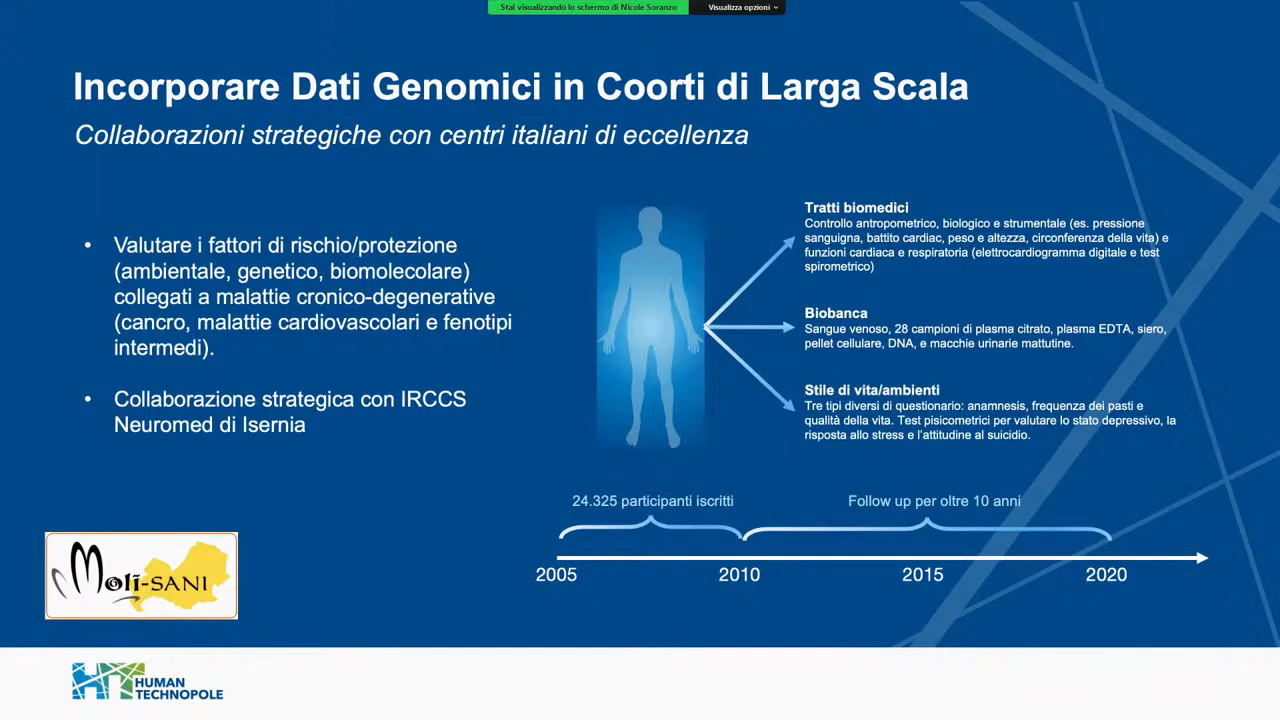 Stai visualizzando lo schermo di Nicole Soranzo
Visualizza opzioni
Incorporare Dati Genomici in Coorti di Larga Scala
Collaborazioni strategiche con centri italiani di eccellenza
• Valutare i fattori di rischio/protezione
(ambientale, genetico, biomolecolare)
collegati a malattie cronico-degenerative
(cancro, malattie cardiovascolari e fenotipi
intermedi).
• Collaborazione strategica con IRCCS
Neuromed di Isernia
Tratti biomedici
Controllo antropometrico, biologico e strumentale (es. pressione
sanguigna, battito cardiac, peso e altezza, circonferenza della vita) e
funzioni cardiaca e respiratoria (elettrocardiogramma digitale e test
spirometrico)
Biobanca
Sangue venoso, 28 campioni di plasma citrato, plasma EDTA, siero,
pellet cellulare, DNA, e macchie urinarie mattutine.
Stile di vita/ambienti
Tre tipi diversi di questionario: anamnesis, frequenza dei pasti e
qualità della vita. Test pisicometrici per valutare lo stato depressivo, la
risposta allo stress e l'attitudine al suicidio.
24.325 participanti iscritti
Follow up per oltre 10 anni
2005
2010
2015
2020
Moli-SANI
HT HUMAN
TECHNOPOLE